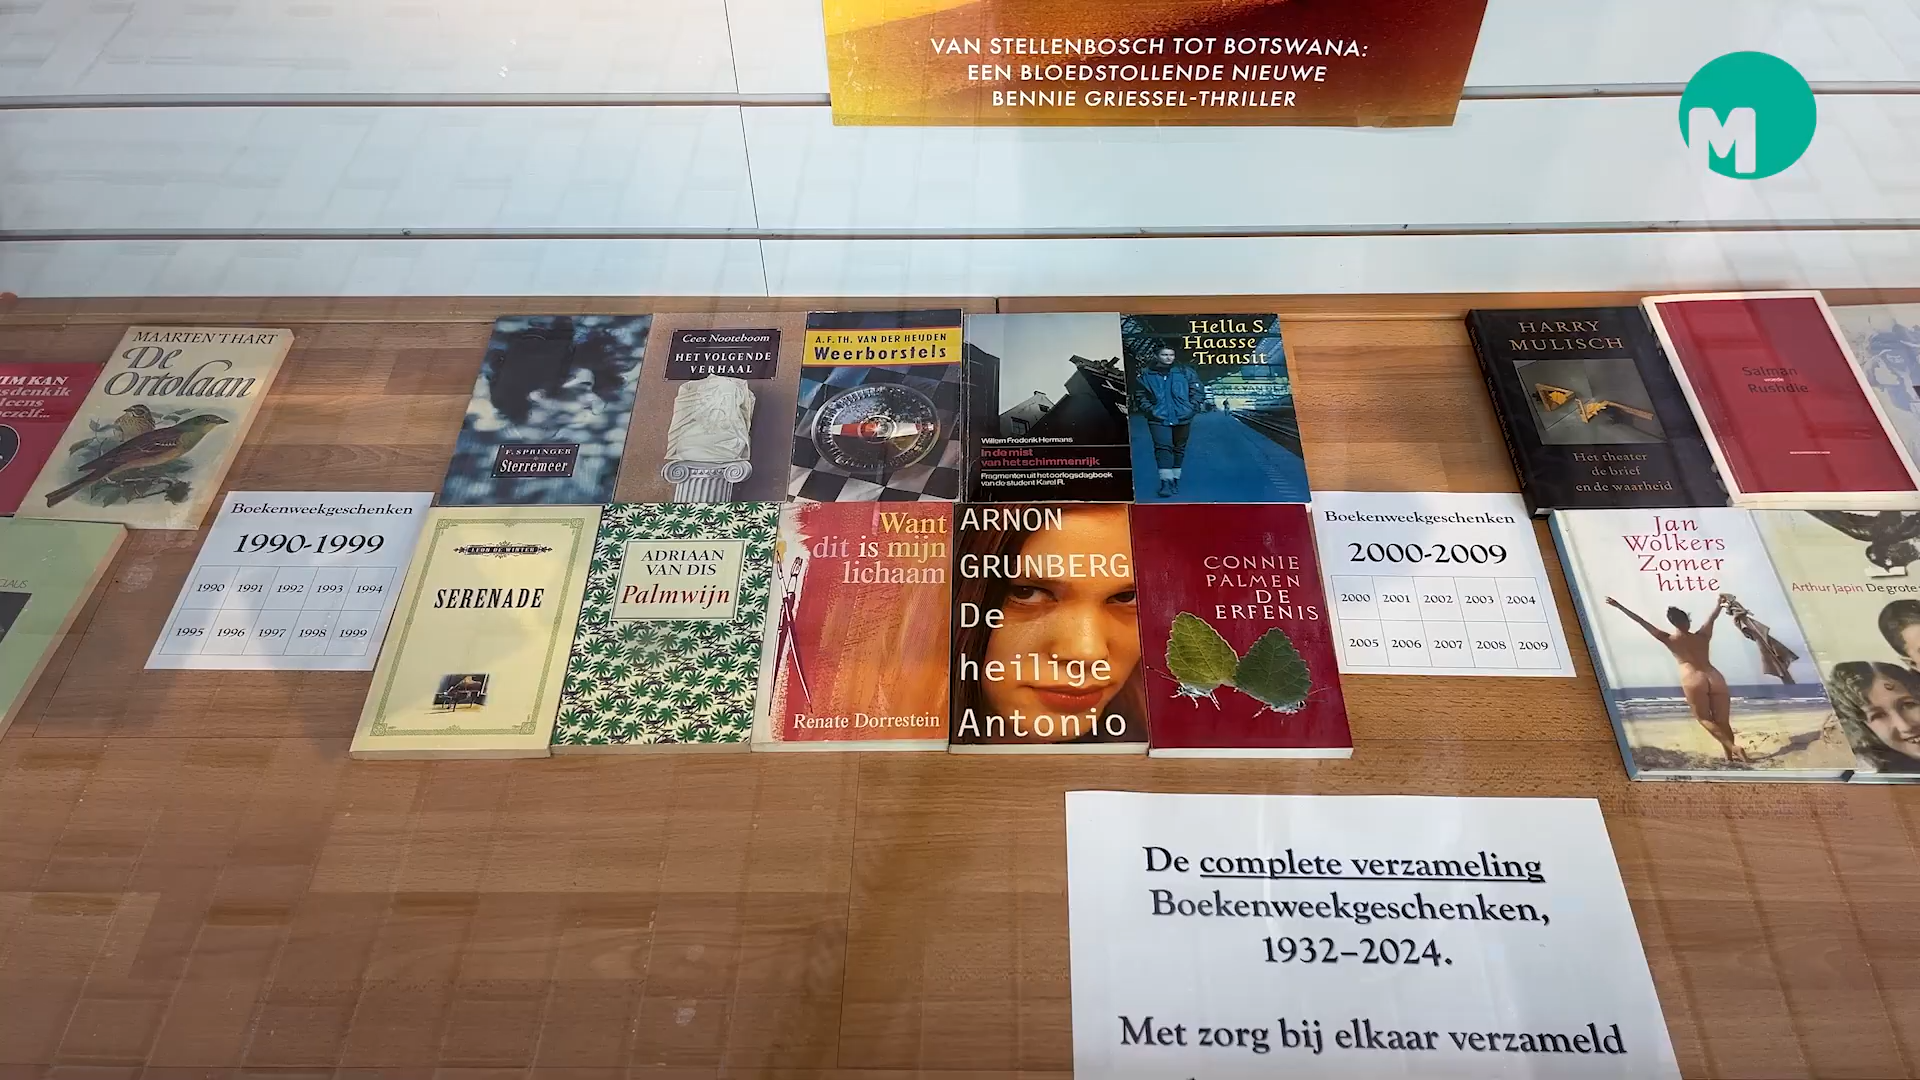 VAN STELLENBOSCH TOT BOTSWANA:
EEN BLOEDSTOLLENDE NIEUWE
BENNIE GRIESSEL-THRILLER
M
MAARTEN 'T HART
De
Ortolaan
F. SPRINGER
Sterremeer
Cees Nooteboom
HET VOLGENDE
VERHAAL
A.F.TH. VAN DER HEIJDEN
Weerborstels
Willem Frederik Hermans
In de mist
van het schimmenrijk
Fragmenten uit het oorlogsdagboek
van de student Karel R.
Hella S.
Haasse
Transit
HARRY
MULISCH
Het theater
de brief
en de waarheid
Salman
Rushdie
Boekenweekgeschenken
1990-1999
1990 1991 1992 1993 1994
1995 1996 1997 1998 1999
LEON DE WINTER
SERENADE
ADRIAAN
VAN DIS
Palmwijn
Want
dit is mijn
lichaam
Renate Dorrestein
ARNON
GRUNBERG
De
heilige
Antonio
CONNIE
PALMEN
DE
ERFENIS
Boekenweekgeschenken
2000-2009
2000 2001 2002 2003 2004
2005 2006 2007 2008 2009
Jan
Wolkers
Zomer
hitte
Arthur Japin De grote
De complete verzameling
Boekenweekgeschenken,
1932–2024.
Met zorg bij elkaar verzameld